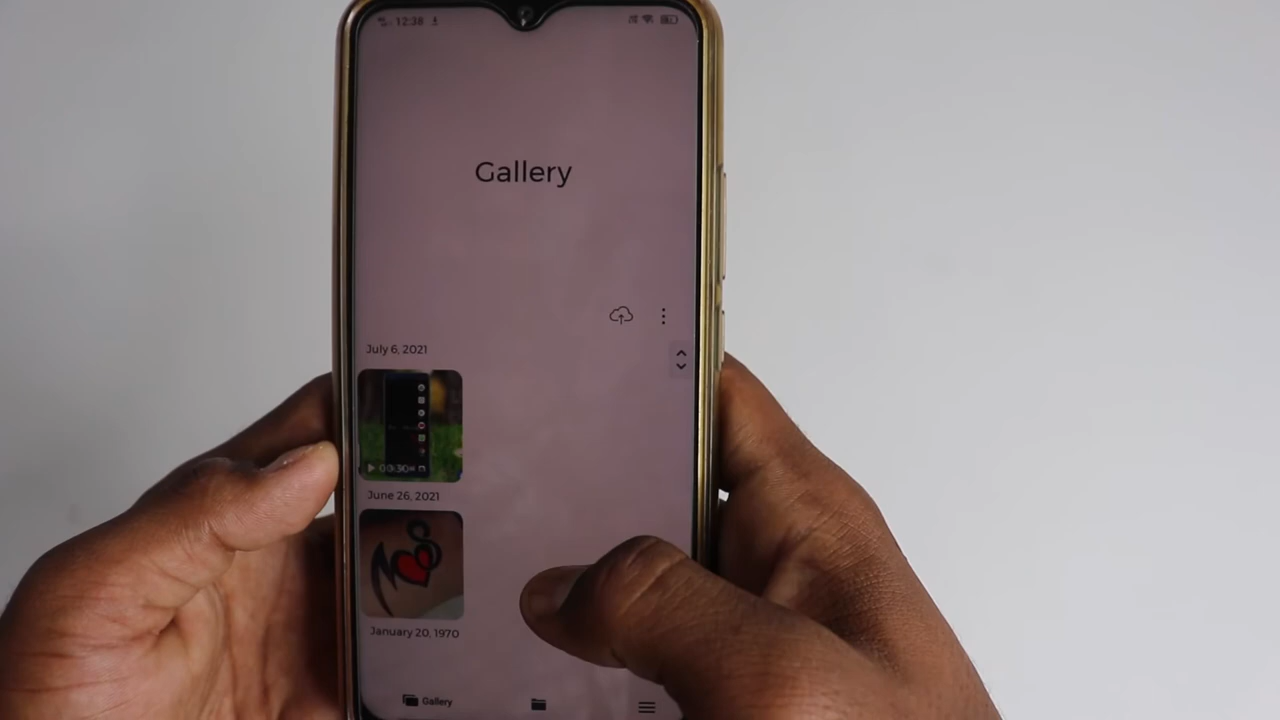 12:38
Gallery
July 6, 2021
00:30
June 26, 2021
January 20, 1970
Gallery